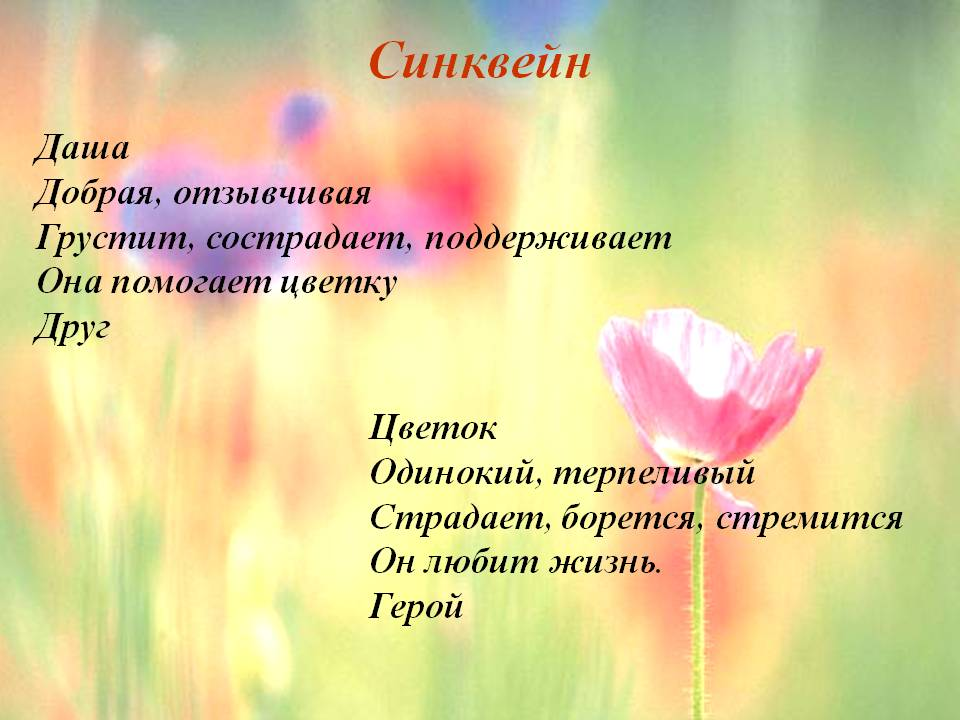 Синквейн
Даша
Добрая, отзывчивая
Грустит, сострадает, поддерживает
Она помогает цветку
Друг
Цветок
Одинокий, терпеливый
Страдает, борется, стремится
Он любит жизнь.
Герой